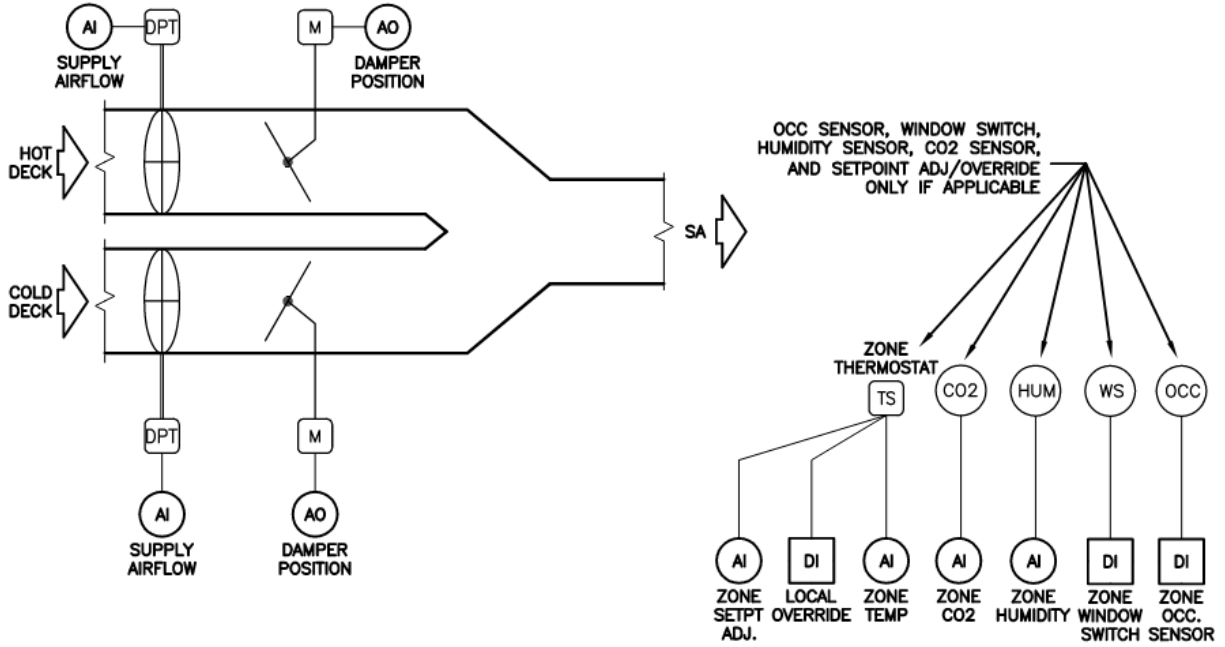 AI
DPT
M
AO
SUPPLY
AIRFLOW
DAMPER
POSITION
HOT
DECK
COLD
DECK
SA
DPT
M
AI
AO
SUPPLY
AIRFLOW
DAMPER
POSITION
OCC SENSOR, WINDOW SWITCH,
HUMIDITY SENSOR, CO2 SENSOR,
AND SETPOINT ADJ/OVERRIDE
ONLY IF APPLICABLE
ZONE
THERMOSTAT
TS
CO2
HUM
WS
OCC
AI
DI
AI
AI
AI
DI
DI
ZONE
SETPT
ADJ.
LOCAL
OVERRIDE
ZONE
TEMP
ZONE
CO2
ZONE
HUMIDITY
ZONE
WINDOW
SWITCH
ZONE
OCC.
SENSOR